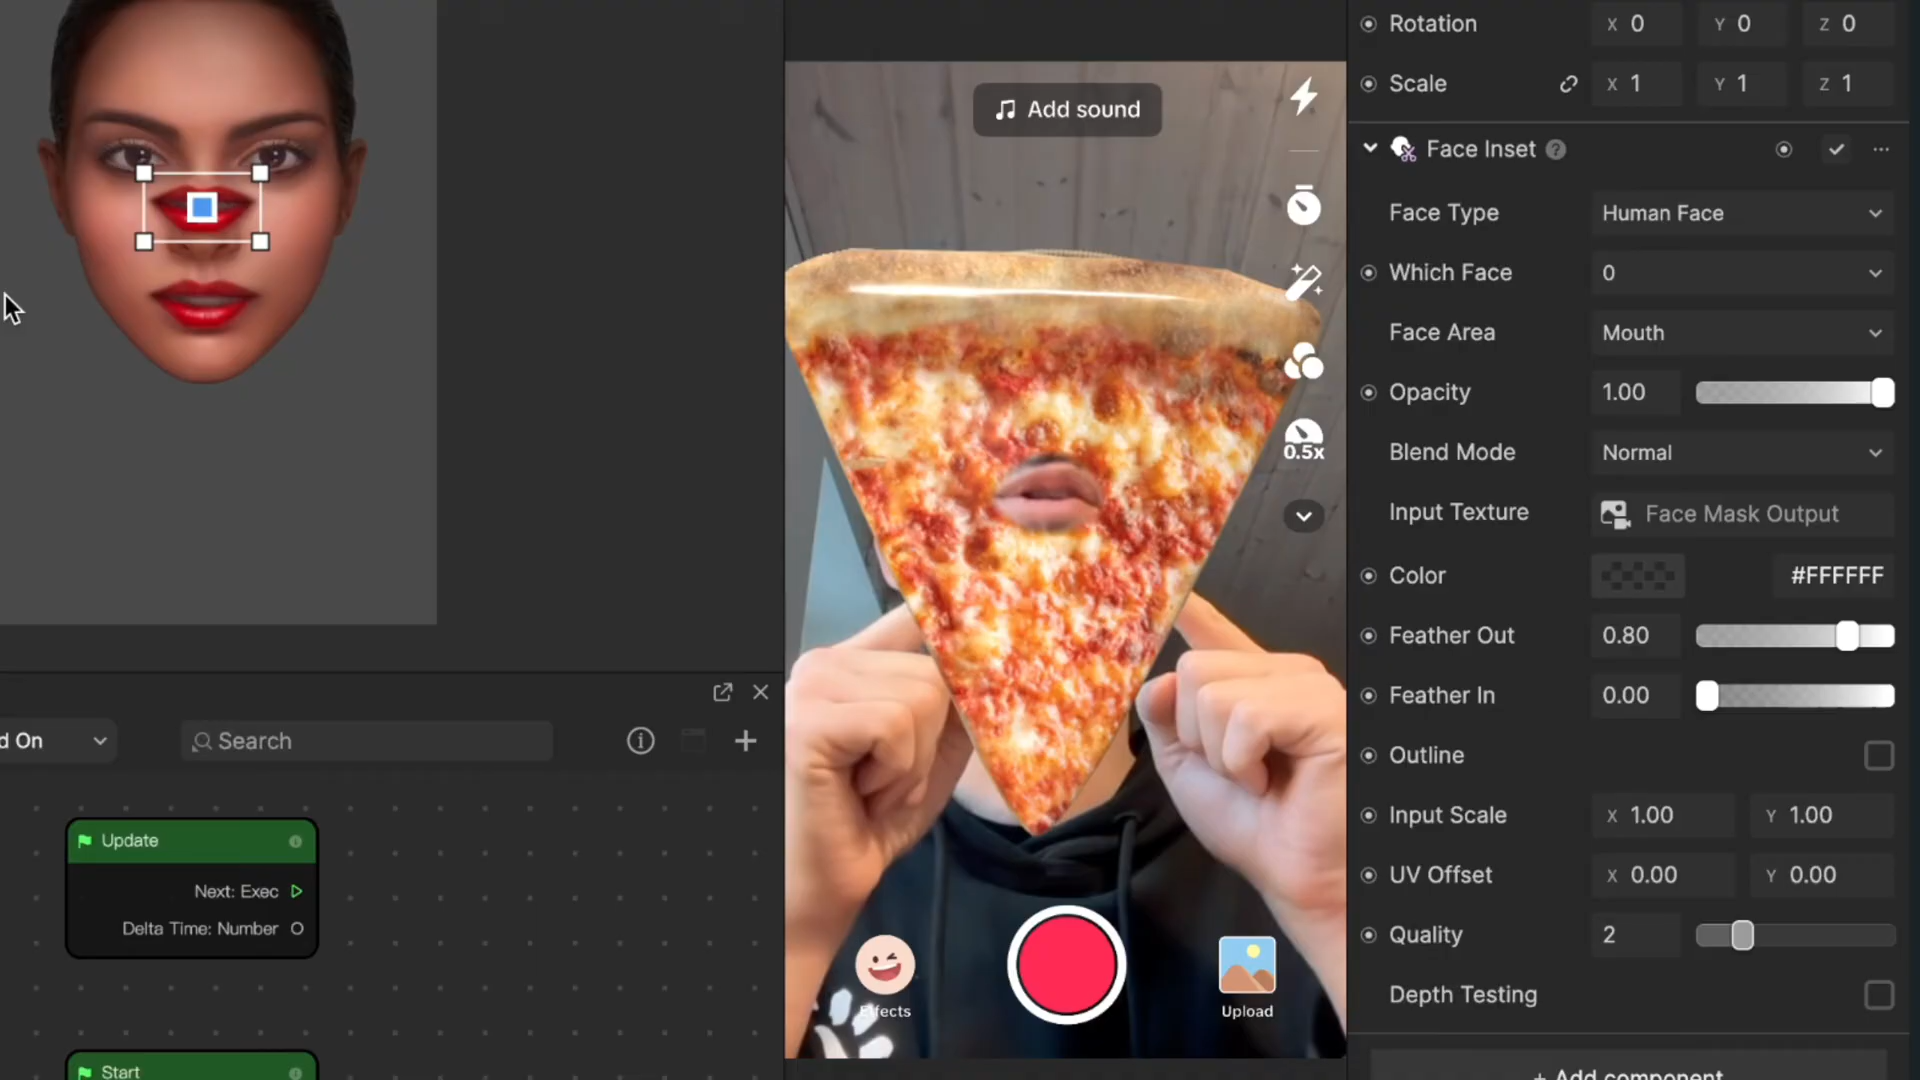 Rotation X 0 Y 0 Z 0
Scale X 1 Y 1 Z 1
Add sound
Face Inset ?
Face Type Human Face
Which Face 0
Face Area Mouth
Opacity 1.00
0.5x
Blend Mode Normal
Input Texture Face Mask Output
Color #FFFFFF
Feather Out 0.80
Feather In 0.00
Outline
Input Scale X 1.00 Y 1.00
UV Offset X 0.00 Y 0.00
Quality 2
Depth Testing
+ Add component
d On
Search
Update
Next: Exec
Delta Time: Number
Start
Effects
Upload